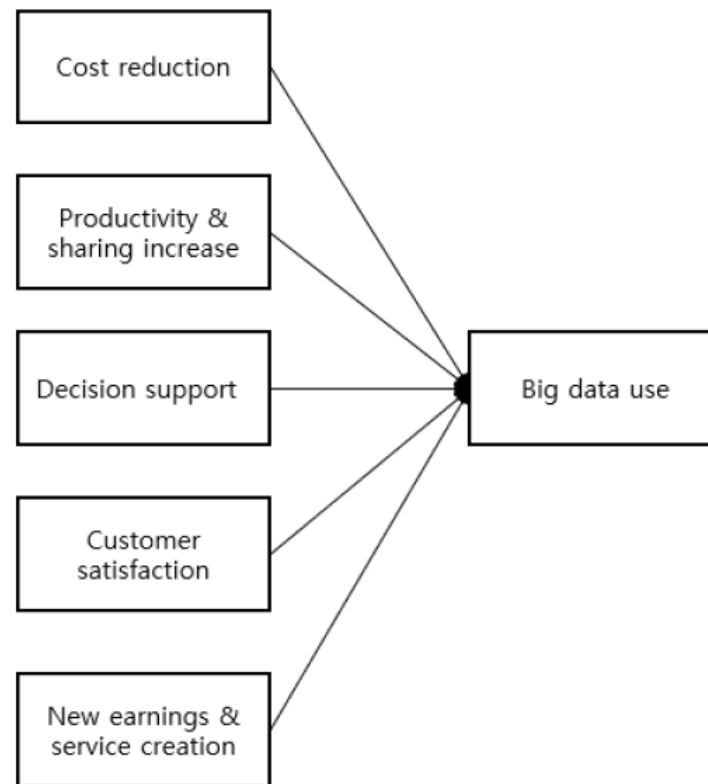 Cost reduction
Productivity &
sharing increase
Decision support
Big data use
Customer
satisfaction
New earnings &
service creation